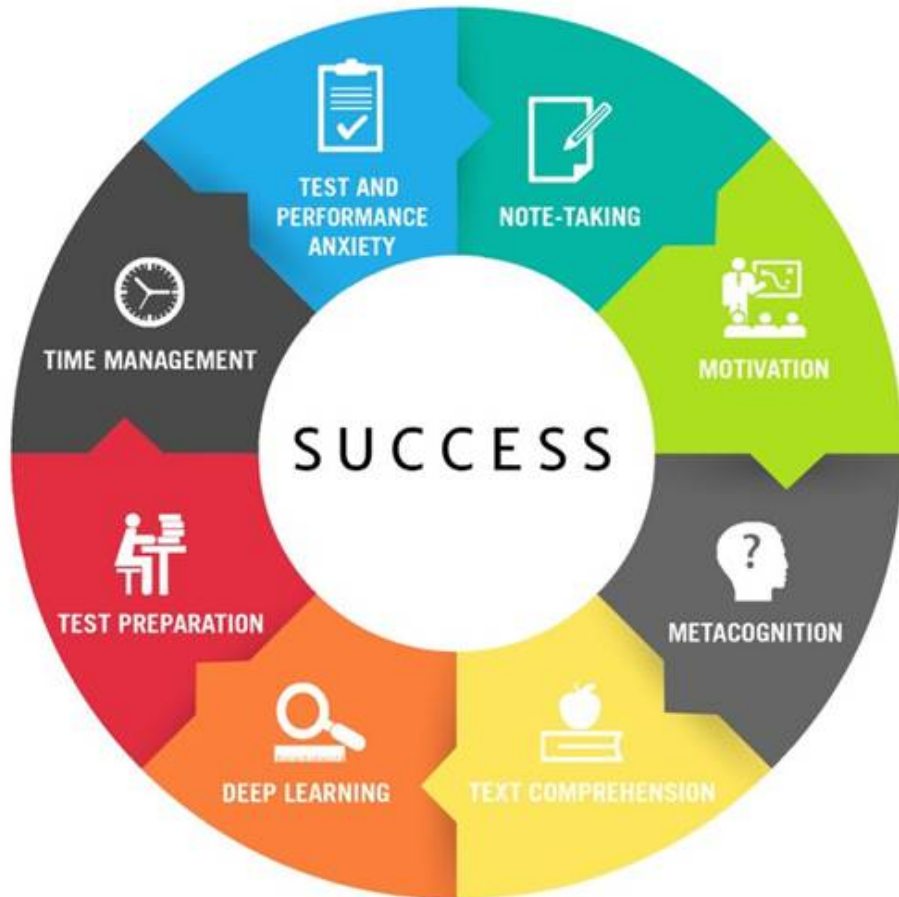 TEST AND
PERFORMANCE
ANXIETY
NOTE-TAKING
MOTIVATION
METACOGNITION
TEXT COMPREHENSION
DEEP LEARNING
TEST PREPARATION
TIME MANAGEMENT
SUCCESS
?